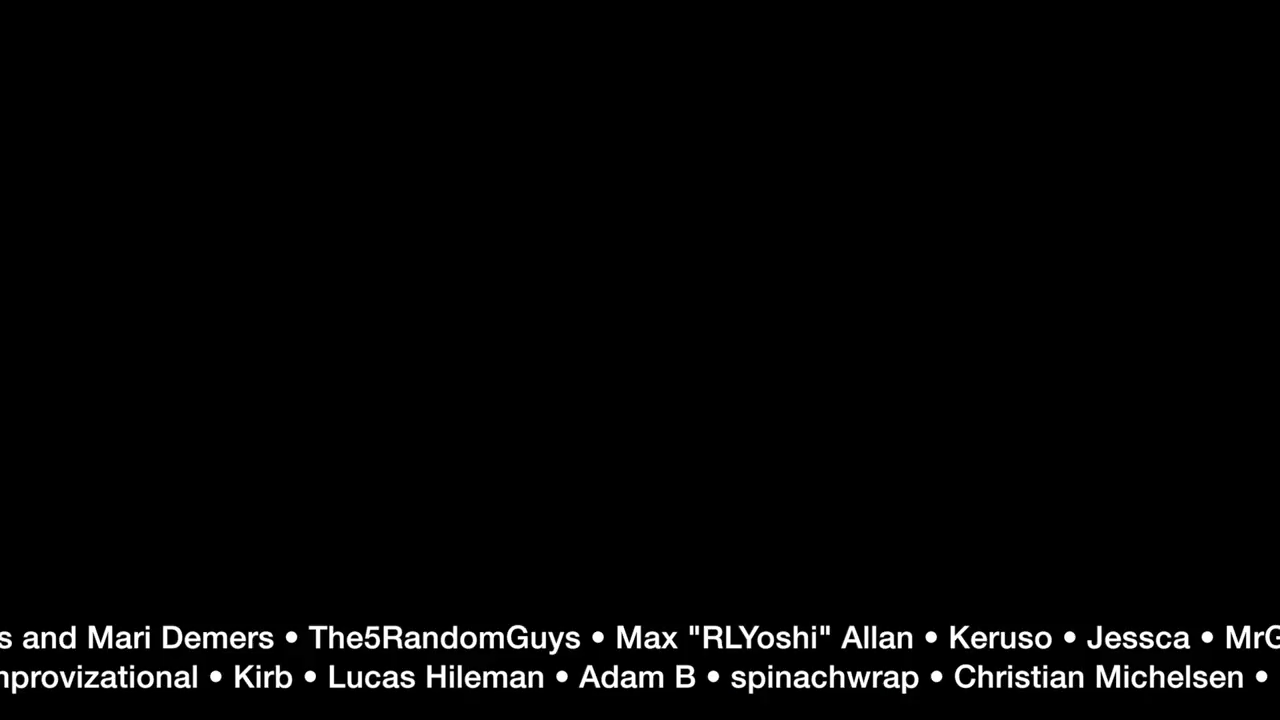 s and Mari Demers • The5RandomGuys • Max "RLYoshi" Allan • Keruso • Jessca • MrG
nprovizational • Kirb • Lucas Hileman • Adam B • spinachwrap • Christian Michelsen •